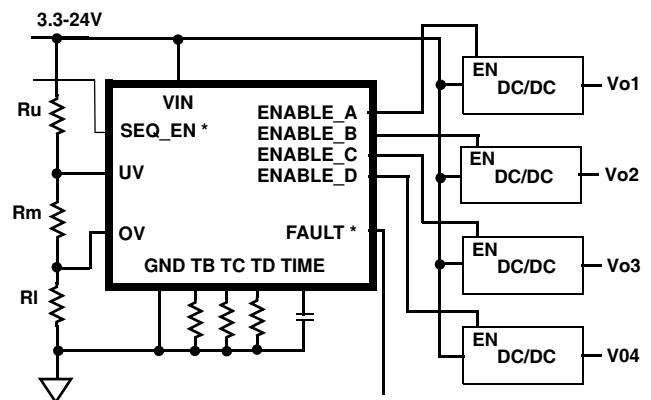 3.3-24V
Ru
Rm
Rl
VIN
SEQ_EN *
UV
OV
ENABLE_A
ENABLE_B
ENABLE_C
ENABLE_D
FAULT *
GND TB TC TD TIME
EN
DC/DC
Vo1
EN
DC/DC
Vo2
EN
DC/DC
Vo3
EN
DC/DC
V04